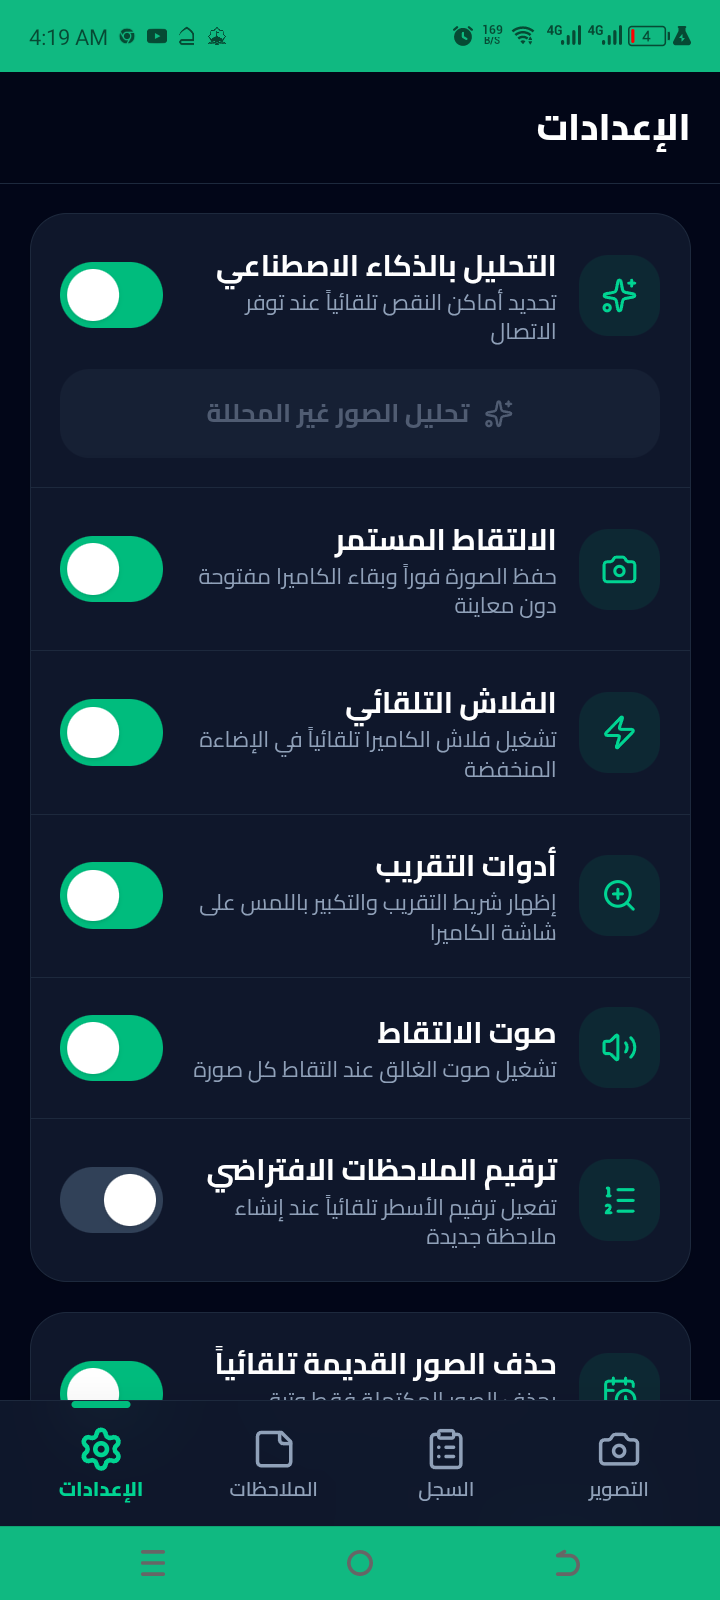 4:19 AM
169
B/S
4G
4G
4
الإعدادات
التحليل بالذكاء الاصطناعي
تحديد أماكن النقص تلقائياً عند توفر
الاتصال
تحليل الصور غير المحللة
الالتقاط المستمر
حفظ الصورة فوراً وبقاء الكاميرا مفتوحة
دون معاينة
الفلاش التلقائي
تشغيل فلاش الكاميرا تلقائياً في الإضاءة
المنخفضة
أدوات التقريب
إظهار شريط التقريب والتكبير باللمس على
شاشة الكاميرا
صوت الالتقاط
تشغيل صوت الغالق عند التقاط كل صورة
ترقيم الملاحظات الافتراضي
تفعيل ترقيم الأسطر تلقائياً عند إنشاء
ملاحظة جديدة
حذف الصور القديمة تلقائياً
التصوير
السجل
الملاحظات
الإعدادات